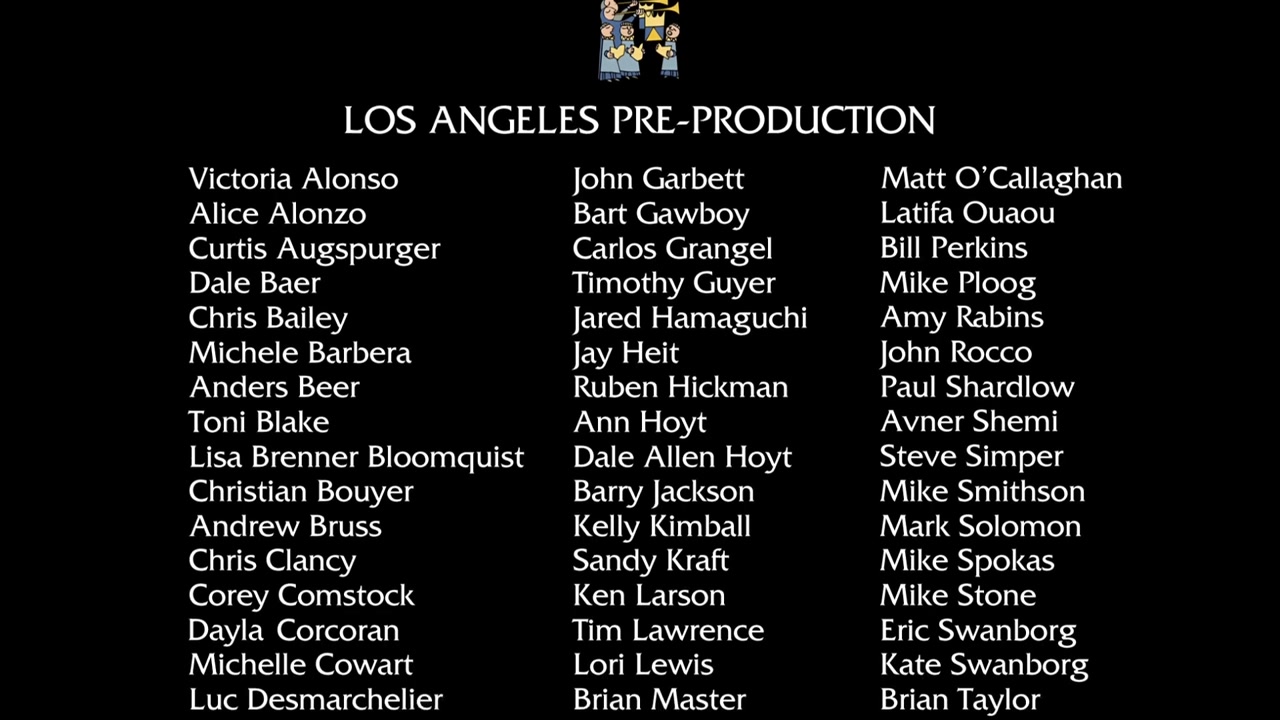 LOS ANGELES PRE-PRODUCTION
Victoria Alonso
Alice Alonzo
Curtis Augspurger
Dale Baer
Chris Bailey
Michele Barbera
Anders Beer
Toni Blake
Lisa Brenner Bloomquist
Christian Bouyer
Andrew Bruss
Chris Clancy
Corey Comstock
Dayla Corcoran
Michelle Cowart
Luc Desmarchelier
John Garbett
Bart Gawboy
Carlos Grangel
Timothy Guyer
Jared Hamaguchi
Jay Heit
Ruben Hickman
Ann Hoyt
Dale Allen Hoyt
Barry Jackson
Kelly Kimball
Sandy Kraft
Ken Larson
Tim Lawrence
Lori Lewis
Brian Master
Matt O'Callaghan
Latifa Ouaou
Bill Perkins
Mike Ploog
Amy Rabins
John Rocco
Paul Shardlow
Avner Shemi
Steve Simper
Mike Smithson
Mark Solomon
Mike Spokas
Mike Stone
Eric Swanborg
Kate Swanborg
Brian Taylor